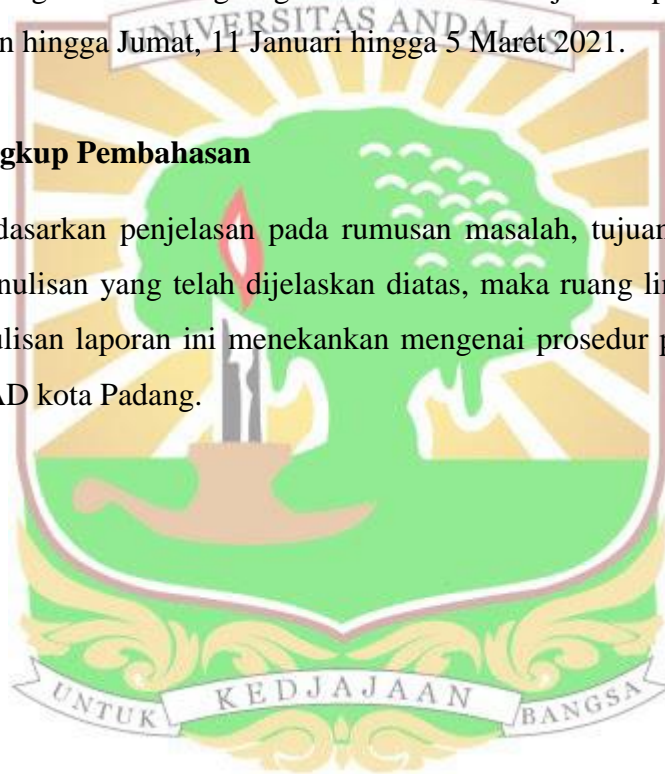 UNIVERSITAS ANDALAS
n hingga Jumat, 11 Januari hingga 5 Maret 2021.
gkup Pembahasan
dasarkan penjelasan pada rumusan masalah, tujuan
nulisan yang telah dijelaskan diatas, maka ruang li
ulisan laporan ini menekankan mengenai prosedur p
AD kota Padang.
UNTUK KEDJAJAAN BANGSA